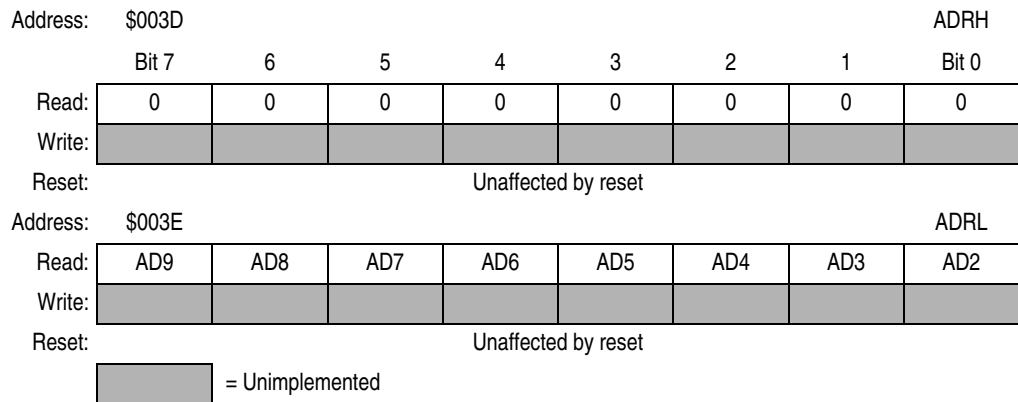 Address: $003D ADRH
Bit 7 6 5 4 3 2 1 Bit 0
Read: 0 0 0 0 0 0 0 0
Write:
Reset: Unaffected by reset
Address: $003E ADRL
Read: AD9 AD8 AD7 AD6 AD5 AD4 AD3 AD2
Write:
Reset: Unaffected by reset
= Unimplemented